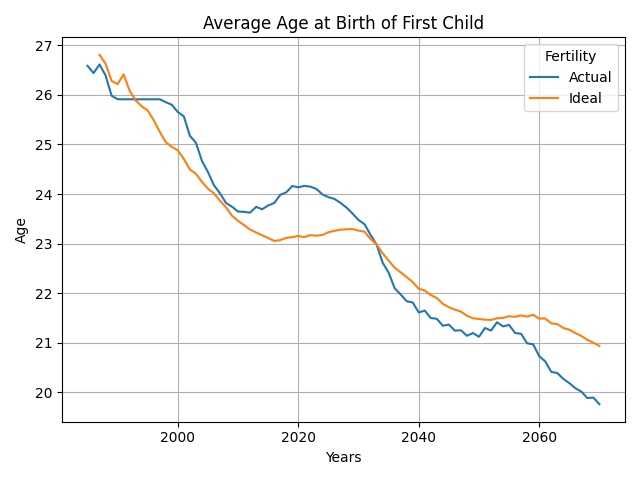 Average Age at Birth of First Child
Fertility
Actual
Ideal
Age
27
26
25
24
23
22
21
20
2000
2020
2040
2060
Years